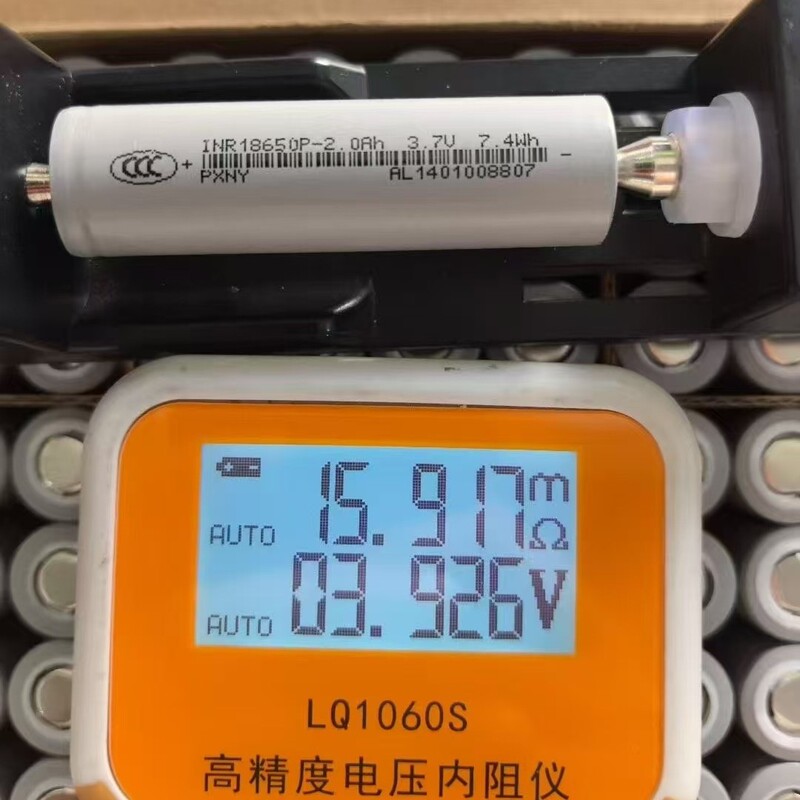 CCC + INR18650P-2.0Ah 3.7V 7.4Wh -
PXNY AL1401008807
15.917 mΩ
AUTO
03.926 V
AUTO
LQ1060S
高精度电压内阻仪